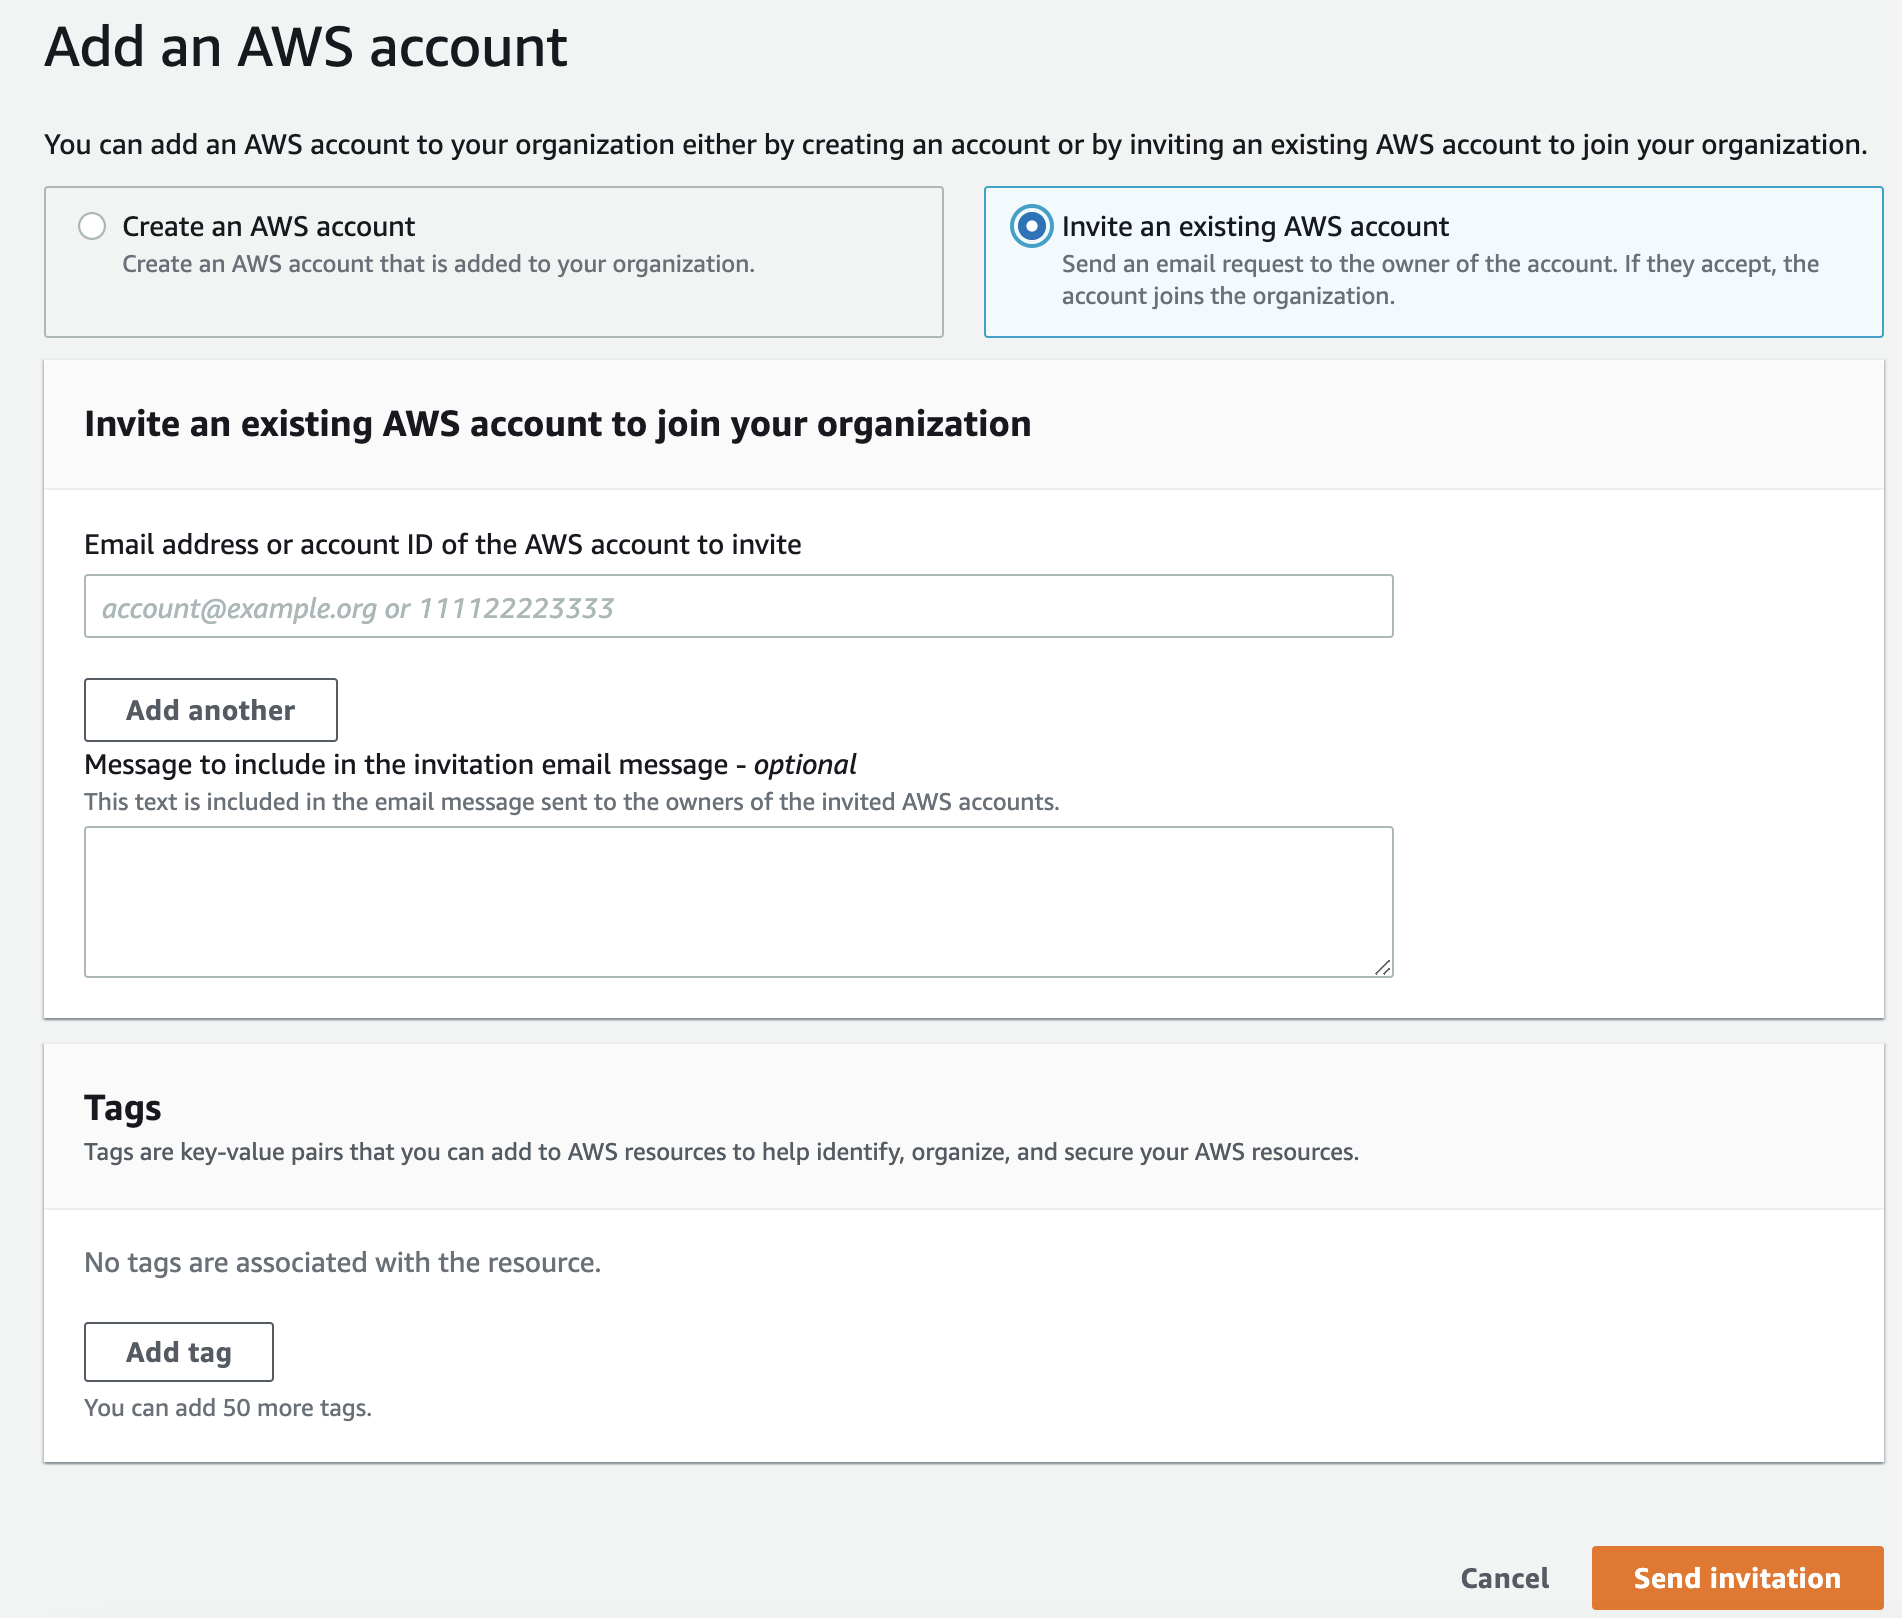 Add an AWS account
You can add an AWS account to your organization either by creating an account or by inviting an existing AWS account to join your organization.
Create an AWS account
Create an AWS account that is added to your organization.
Invite an existing AWS account
Send an email request to the owner of the account. If they accept, the
account joins the organization.
Invite an existing AWS account to join your organization
Email address or account ID of the AWS account to invite
account@example.org or 111122223333
Add another
Message to include in the invitation email message - optional
This text is included in the email message sent to the owners of the invited AWS accounts.
Tags
Tags are key-value pairs that you can add to AWS resources to help identify, organize, and secure your AWS resources.
No tags are associated with the resource.
Add tag
You can add 50 more tags.
Cancel
Send invitation